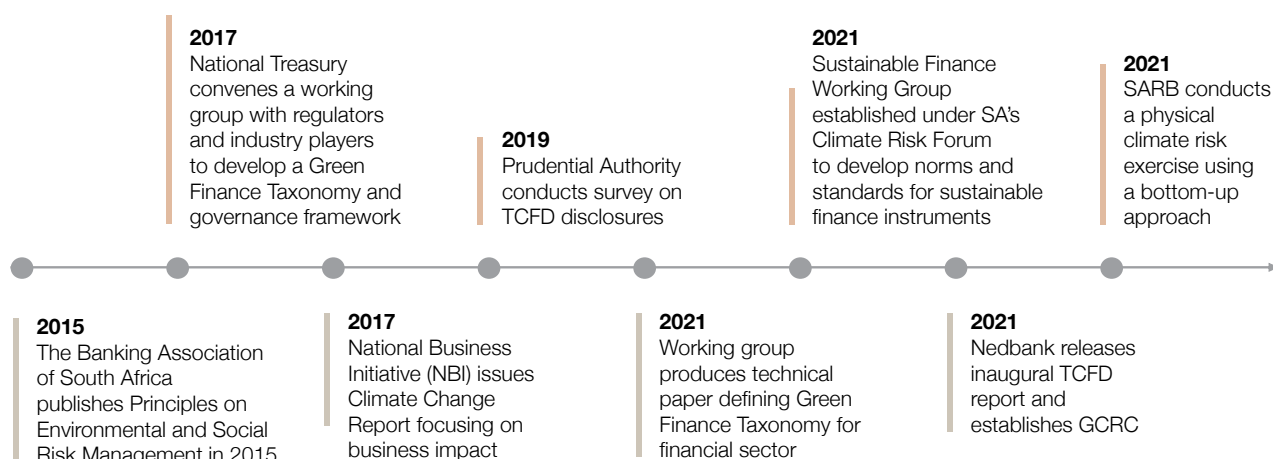 2017
National Treasury
convenes a working
group with regulators
and industry players
to develop a Green
Finance Taxonomy and
governance framework
2019
Prudential Authority
conducts survey on
TCFD disclosures
2021
Sustainable Finance
Working Group
established under SA's
Climate Risk Forum
to develop norms and
standards for sustainable
finance instruments
2021
SARB conducts
a physical
climate risk
exercise using
a bottom-up
approach
2015
The Banking Association
of South Africa
publishes Principles on
Environmental and Social
Risk Management in 2015
2017
National Business
Initiative (NBI) issues
Climate Change
Report focusing on
business impact
2021
Working group
produces technical
paper defining Green
Finance Taxonomy for
financial sector
2021
Nedbank releases
inaugural TCFD
report and
establishes GCRC